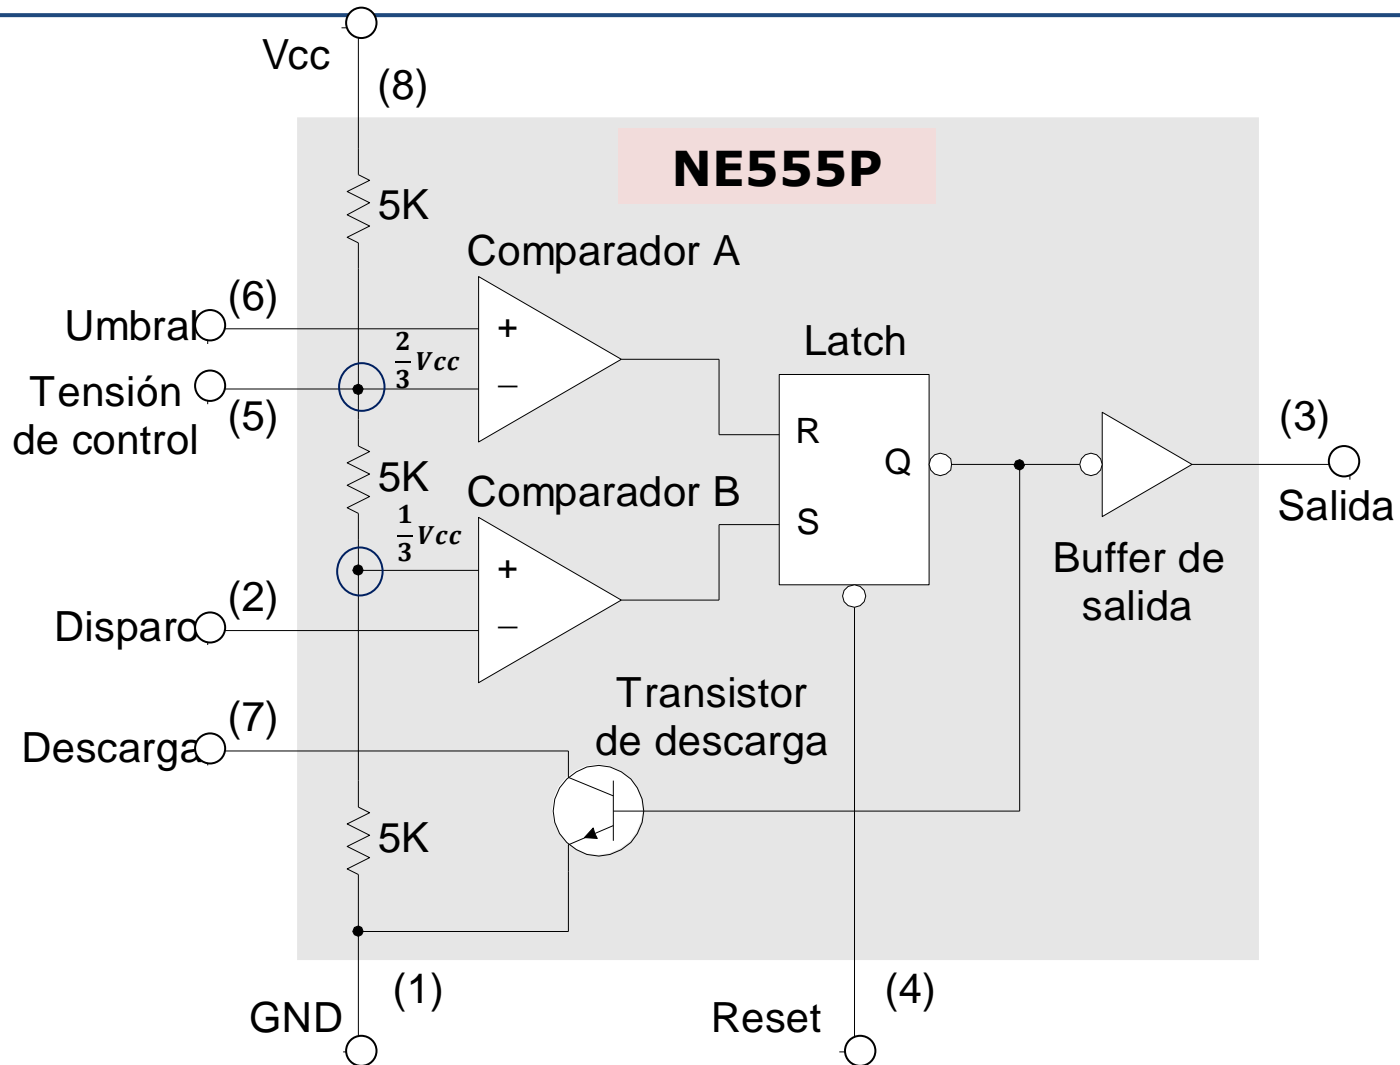 Vcc
(8)
NE555P
5K
Comparador A
(6)
Umbral
+
2/3 Vcc
Latch
Tensión
de control
(5)
−
R
(3)
Q
Salida
5K
Comparador B
S
1/3 Vcc
+
Buffer de
salida
(2)
Disparo
−
Transistor
de descarga
(7)
Descarga
5K
(1)
GND
(4)
Reset